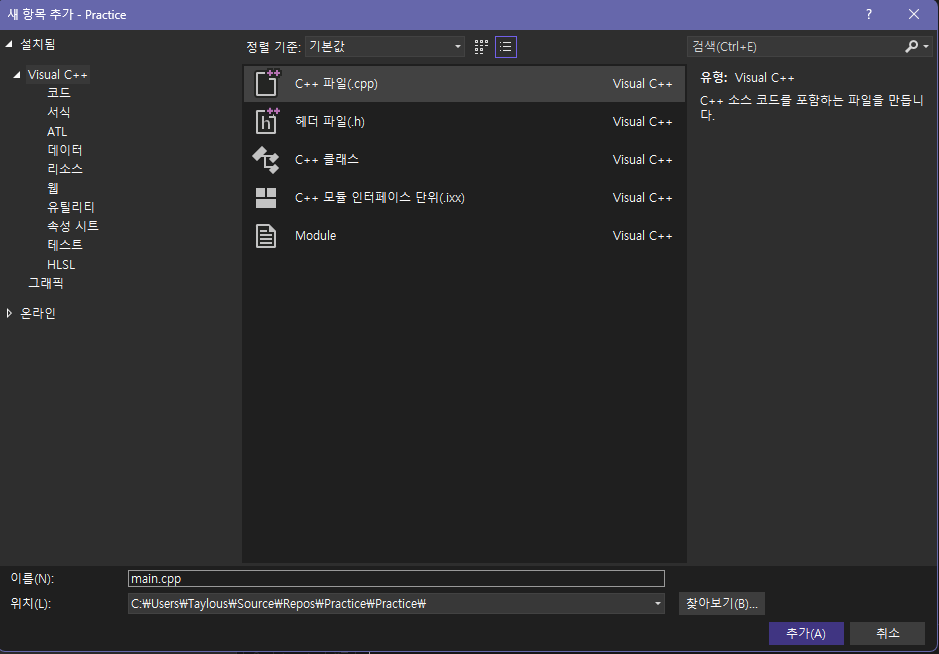 새 항목 추가 - Practice
?
설치됨
정렬 기준: 기본값
검색(Ctrl+E)
Visual C++
코드
서식
ATL
데이터
리소스
웹
유틸리티
속성 시트
테스트
HLSL
그래픽
온라인
C++ 파일(.cpp) Visual C++
헤더 파일(.h) Visual C++
C++ 클래스 Visual C++
C++ 모듈 인터페이스 단위(.ixx) Visual C++
Module Visual C++
유형: Visual C++
C++ 소스 코드를 포함하는 파일을 만듭니
다.
이름(N): main.cpp
위치(L): C:₩Users₩Taylous₩Source₩Repos₩Practice₩Practice₩ 찾아보기(B)...
추가(A) 취소